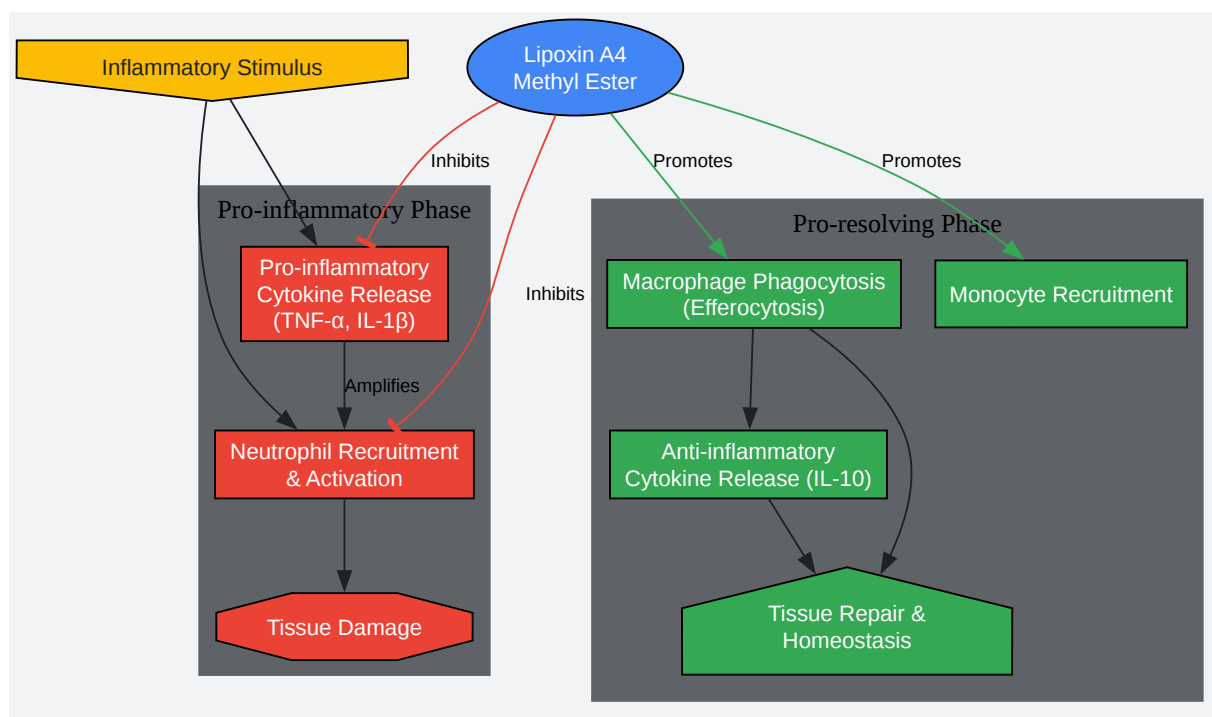 Inflammatory Stimulus
Lipoxin A4
Methyl Ester
Inhibits
Promotes
Promotes
Pro-inflammatory Phase
Pro-resolving Phase
Pro-inflammatory
Cytokine Release
(TNF-α, IL-1β)
Inhibits
Macrophage Phagocytosis
(Efferocytosis)
Monocyte Recruitment
Amplifies
Neutrophil Recruitment
& Activation
Anti-inflammatory
Cytokine Release (IL-10)
Tissue Damage
Tissue Repair &
Homeostasis